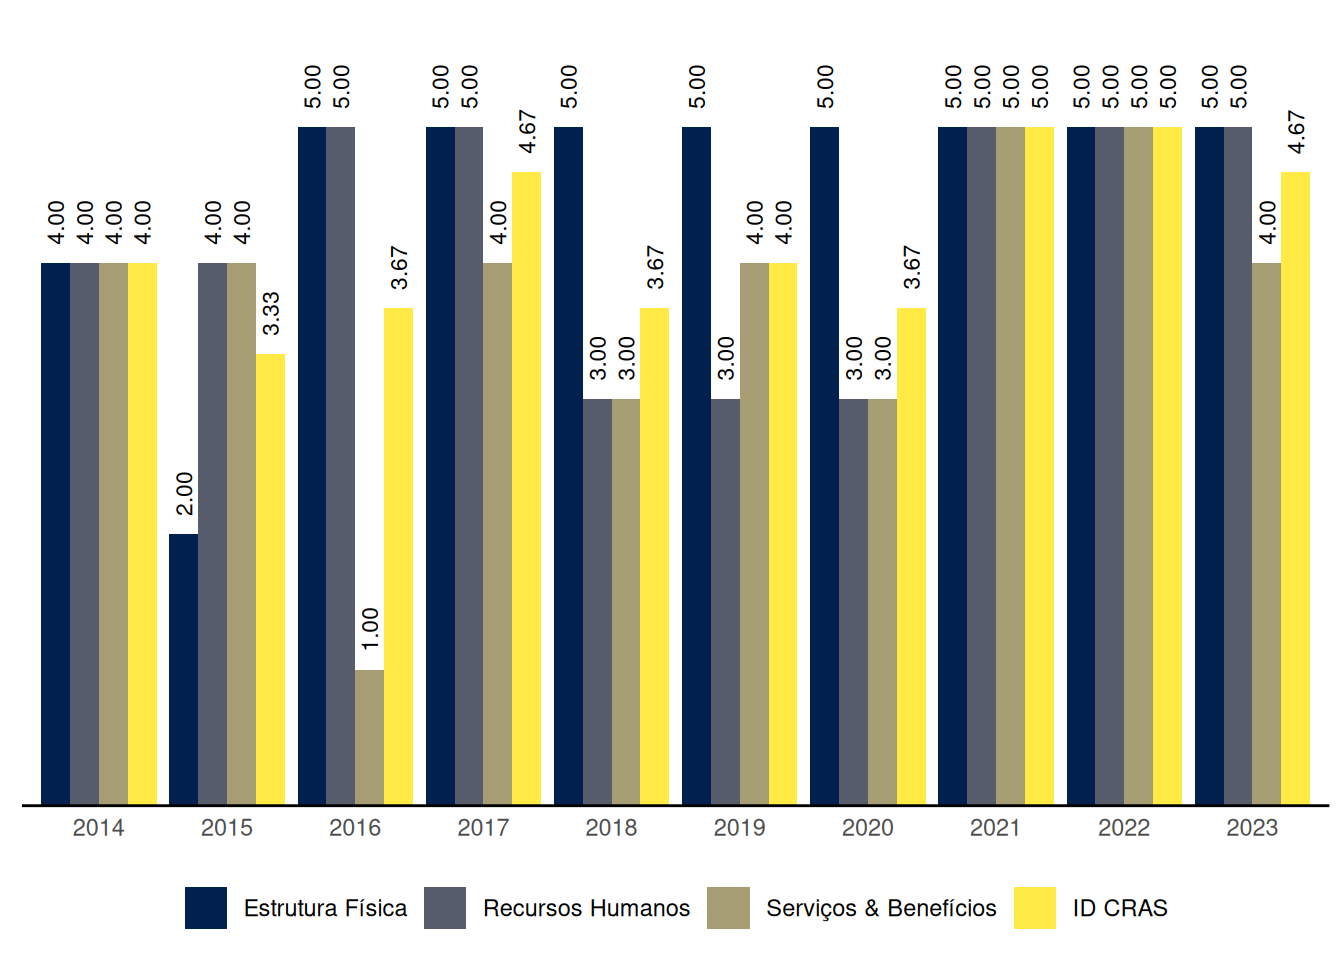 5.00 5.00 5.00 5.00 5.00 5.00 5.00 5.00 5.00 5.00 5.00 5.00 5.00 5.00 5.00 5.00 5.00
4.67 4.67
4.00 4.00 4.00 4.00 4.00 4.00 4.00 4.00 4.00 4.00
3.67 3.67 3.67
3.33
3.00 3.00 3.00 3.00 3.00
2.00
1.00
2014 2015 2016 2017 2018 2019 2020 2021 2022 2023
Estrutura Física Recursos Humanos Serviços & Benefícios ID CRAS